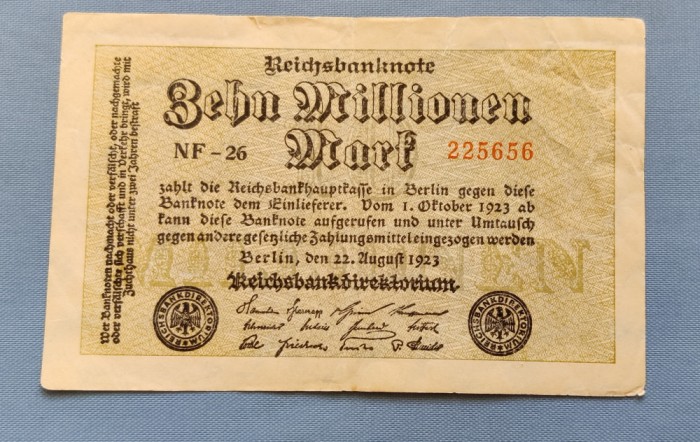 Reichsbanknote
Zehn Millionen
NF-26 Mark 225656
zahlt die Reichsbankhauptkasse in Berlin gegen diese
Banknote dem Einlieferer. Vom 1. Oktober 1923 ab
kann diese Banknote aufgerufen und unter Umtausch
gegen andere gesetzliche Zahlungsmittel eingezogen werden
Berlin, den 22. August 1923
Reichsbankdirektorium
REICHSBANKDIREKTORIUM
REICHSBANKDIREKTORIUM
Wer Banknoten nachmacht oder verfälscht, oder nachgemachte
oder verfälschte sich verschafft und in Verkehr bringt, wird mit
Zuchthaus nicht unter zwei Jahren bestraft